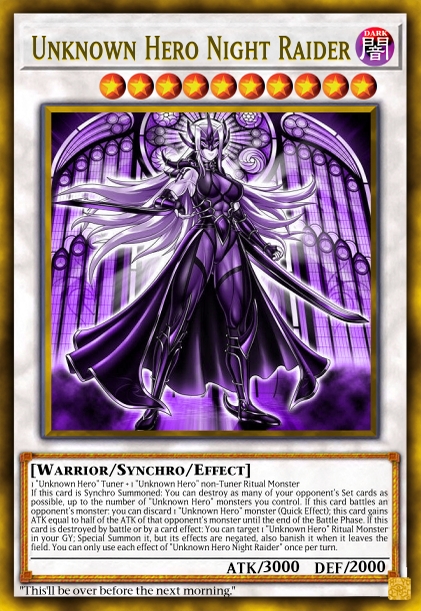 Unknown Hero Night Raider
DARK
闇
[Warrior/Synchro/Effect]
1 "Unknown Hero" Tuner + 1 "Unknown Hero" non-Tuner Ritual Monster
If this card is Synchro Summoned: You can destroy as many of your opponent's Set cards as
possible, up to the number of "Unknown Hero" monsters you control. If this card battles an
opponent's monster: you can discard 1 "Unknown Hero" monster (Quick Effect); this card gains
ATK equal to half of the ATK of that opponent's monster until the end of the Battle Phase. If this
card is destroyed by battle or by a card effect: You can target 1 "Unknown Hero" Ritual Monster
in your GY; Special Summon it, but its effects are negated, also banish it when it leaves the
field. You can only use each effect of "Unknown Hero Night Raider" once per turn.
ATK/3000 DEF/2000
"This'll be over before the next morning."